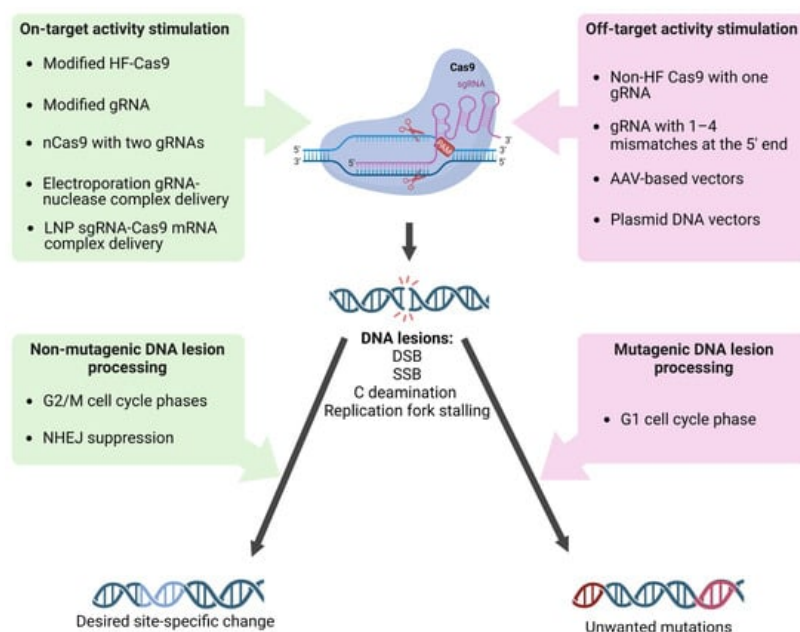 On-target activity stimulation
• Modified HF-Cas9
• Modified gRNA
• nCas9 with two gRNAs
• Electroporation gRNA-
nuclease complex delivery
• LNP sgRNA-Cas9 mRNA
complex delivery
Cas9
sgRNA
PAM
3'
5'
3'
5'
3'
5'
Off-target activity stimulation
• Non-HF Cas9 with one
gRNA
• gRNA with 1–4
mismatches at the 5' end
• AAV-based vectors
• Plasmid DNA vectors
DNA lesions:
DSB
SSB
C deamination
Replication fork stalling
Non-mutagenic DNA lesion
processing
• G2/M cell cycle phases
• NHEJ suppression
Mutagenic DNA lesion
processing
• G1 cell cycle phase
Desired site-specific change
Unwanted mutations